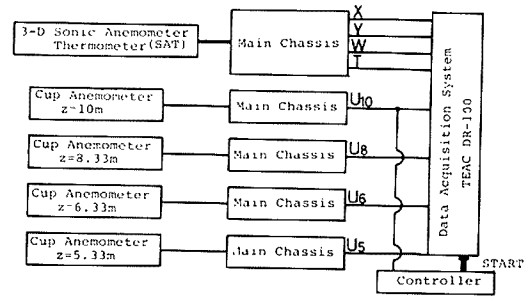 3-D Sonic Anemometer
Thermometer(SAT)
Main Chassis
X
Y
W
T
Cup Anemometer
z=10m
Main Chassis
U10
Cup Anemometer
z=8.33m
Main Chassis
U8
Cup Anemometer
z=6.33m
Main Chassis
U6
Cup Anemometer
z=5.33m
Main Chassis
U5
Data Acquisition System
TEAC DR-100
START
Controller